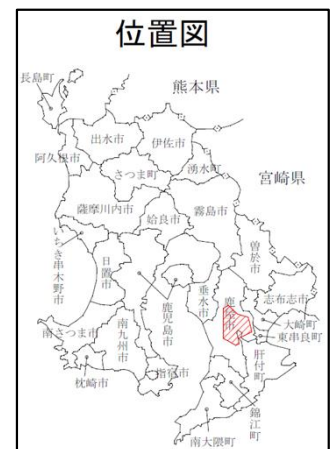 位置図
長島町
熊本県
出水市
伊佐市
阿久根市
湧水町
さつま町
宮崎県
薩摩川内市
姶良市
霧島市
いちき串木野市
日置市
曽於市
鹿児島市
垂水市
鹿屋市
志布志市
大崎町
東串良町
南さつま市
南九州市
肝付町
枕崎市
指宿市
錦江町
南大隅町